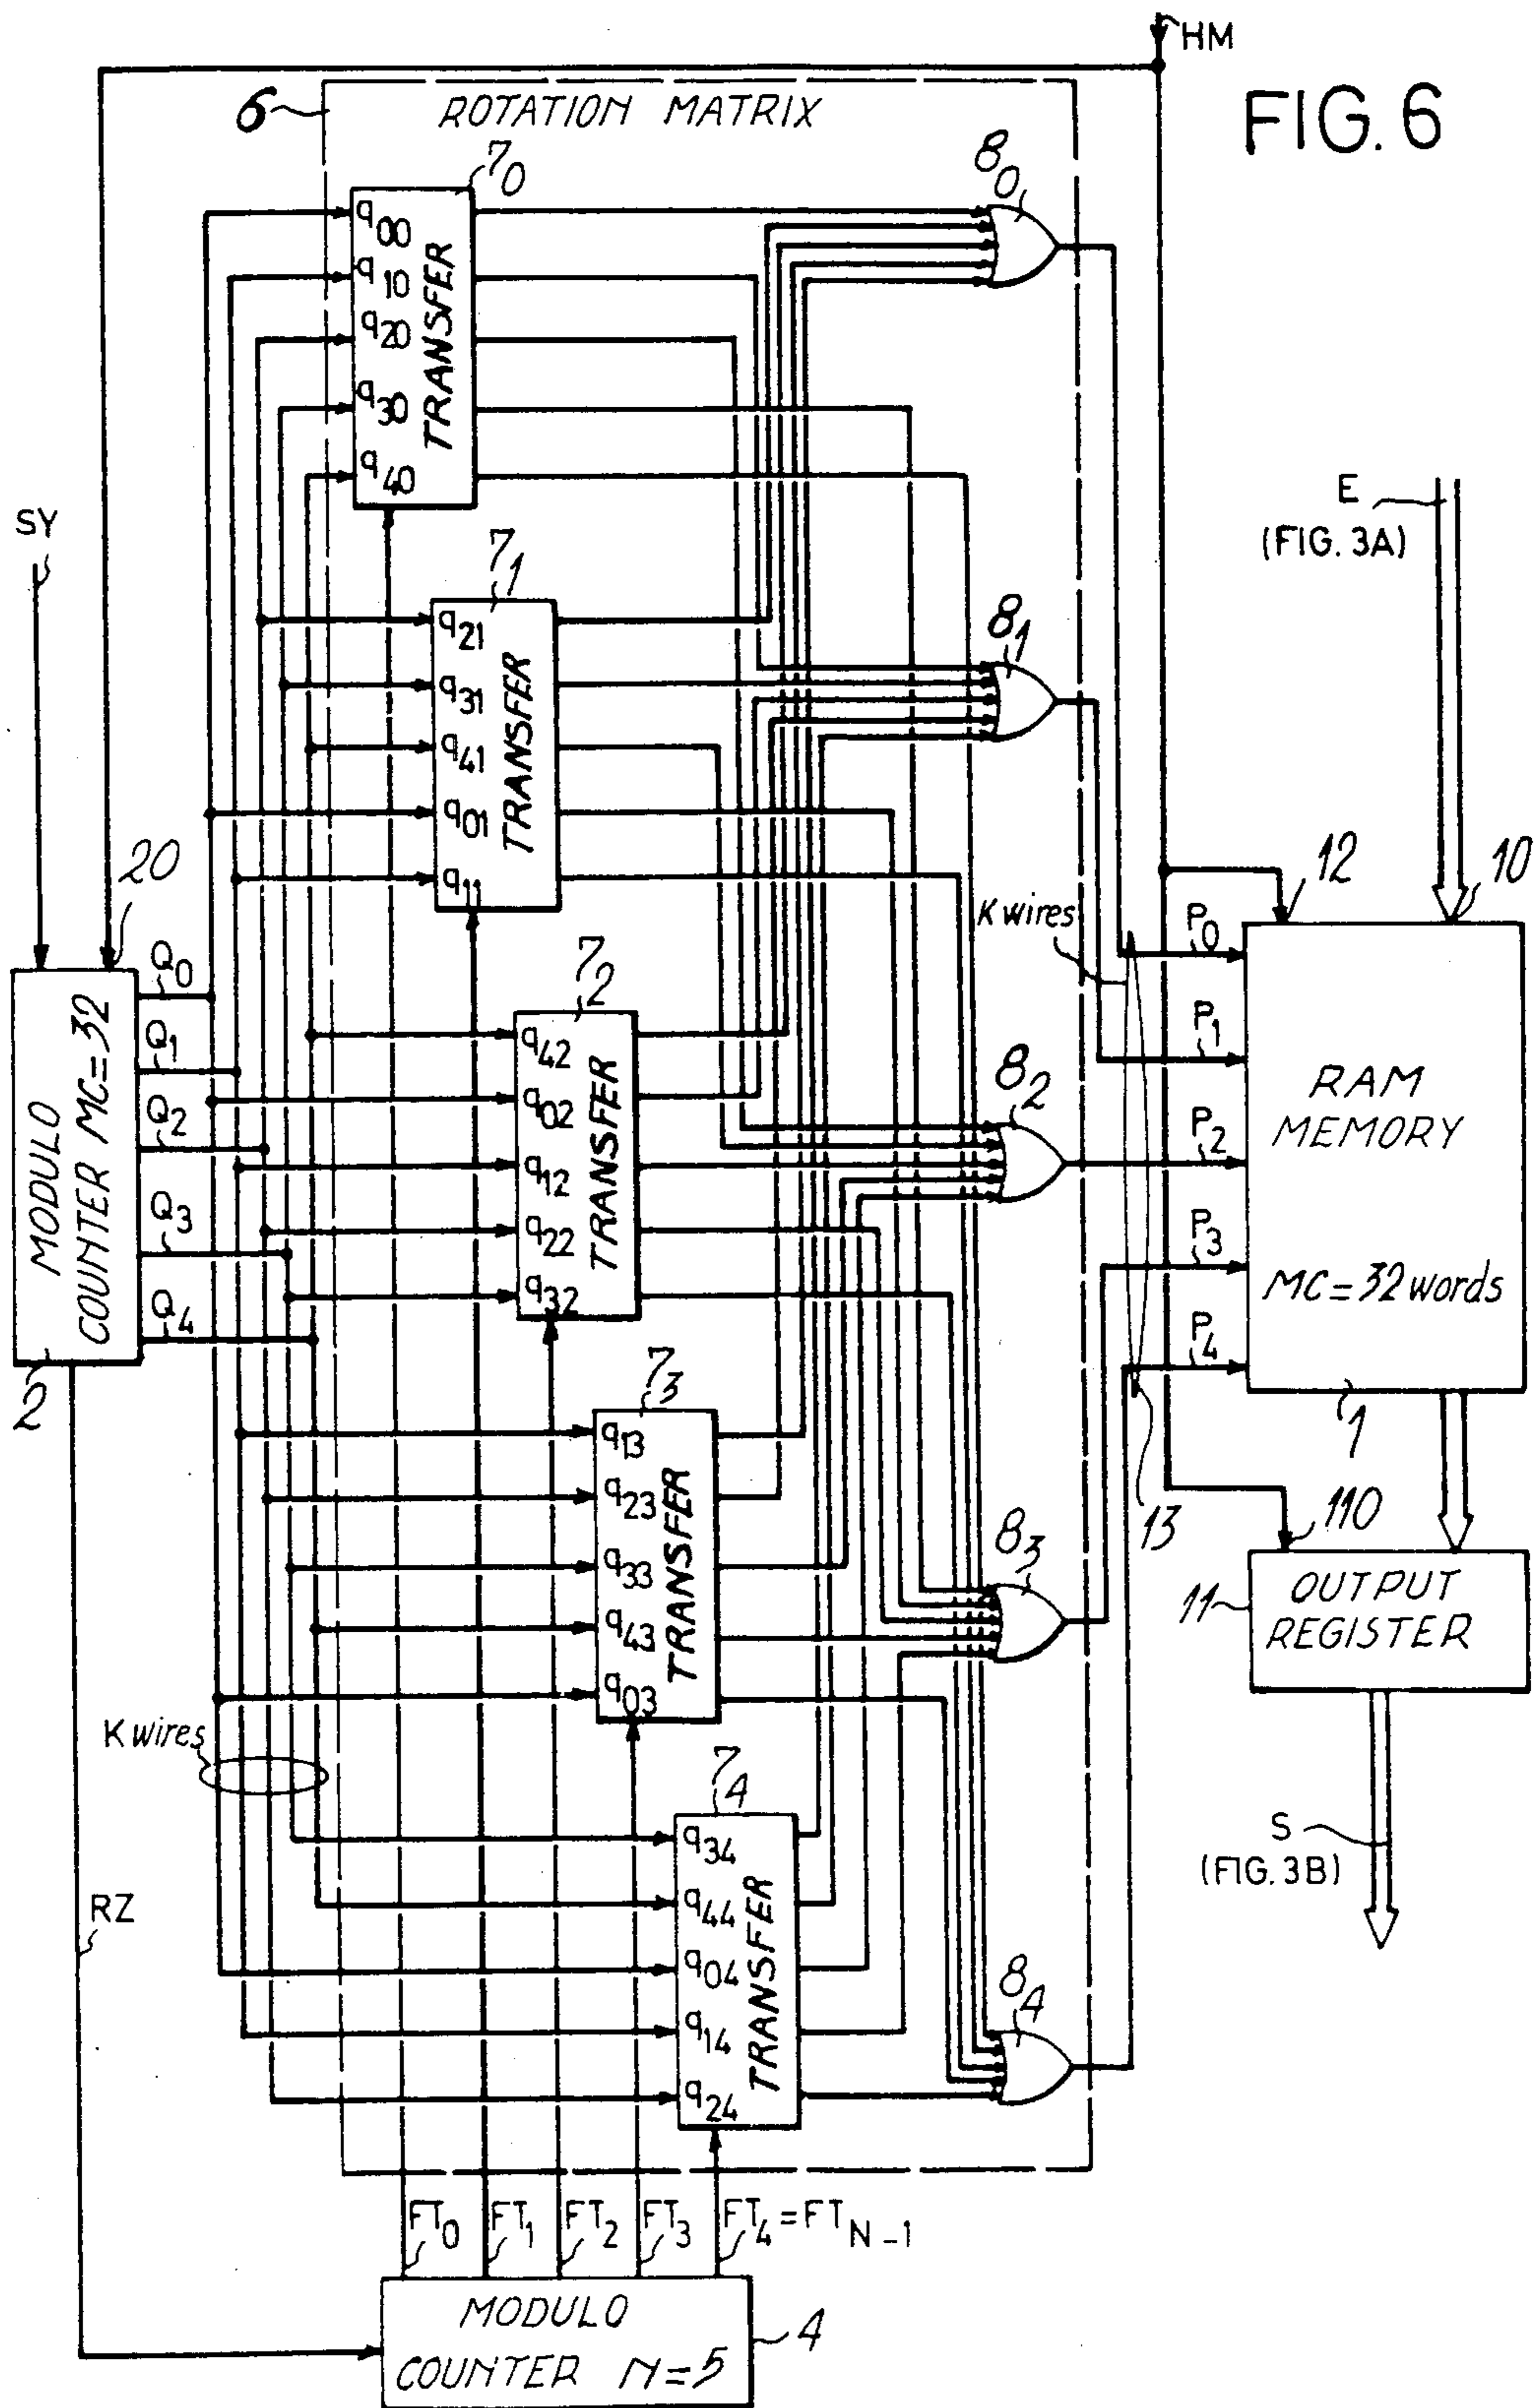 HM
FIG. 6
6
ROTATION MATRIX
7₀
8₀
q₀₀
q₁₀
q₂₀
q₃₀
q₄₀
TRANSFER
SY
E
(FIG. 3A)
7₁
8₁
q₂₁
q₃₁
q₄₁
q₀₁
q₁₁
TRANSFER
20
12
10
K wires
7₂
8₂
q₄₂
q₀₂
q₁₂
q₂₂
q₃₂
TRANSFER
MODULO
COUNTER MC=32
Q₀
Q₁
Q₂
Q₃
Q₄
2
P₀
P₁
P₂
P₃
P₄
RAM
MEMORY
MC=32 words
1
13
7₃
8₃
q₁₃
q₂₃
q₃₃
q₄₃
q₀₃
TRANSFER
110
11
OUTPUT
REGISTER
K wires
7₄
8₄
q₃₄
q₄₄
q₀₄
q₁₄
q₂₄
TRANSFER
S
(FIG. 3B)
RZ
FT₀
FT₁
FT₂
FT₃
FT₄=FT N-1
MODULO
COUNTER N=5
4